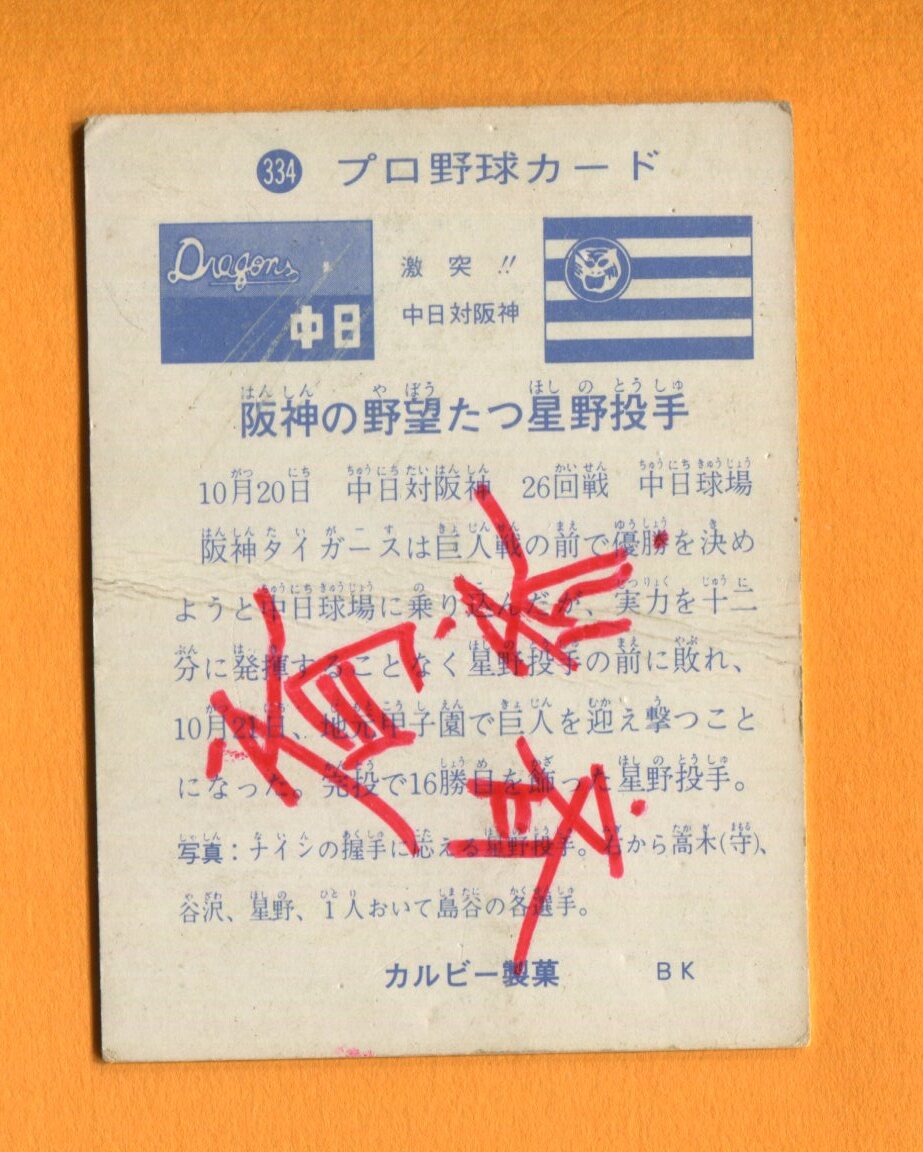 334 プロ野球カード
Dragons
中日
激突!!
中日対阪神
阪神の野望たつ星野投手
10月20日 中日対阪神 26回戦 中日球場
阪神タイガースは巨人戦の前で優勝を決め
ようと中日球場に乗り込んだが、実力を十二
分に発揮することなく星野投手の前に敗れ、
10月21日、地元甲子園で巨人を迎え撃つこと
になった。完投で16勝目を飾った星野投手。
写真:ナインの握手に応える星野投手。右から高木(守)、
谷沢、星野、1人おいて島谷の各選手。
カルビー製菓 BK